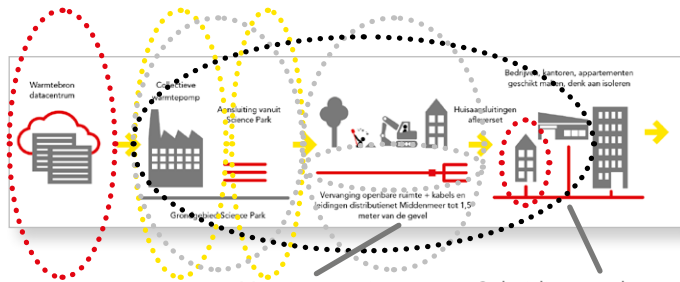 Warmtebron
datacentrum
Collectieve
warmtepomp
Aansluiting vanuit
Science Park
Grondgebied Science Park
Vervanging openbare ruimte + kabels en
leidingen distributienet Middenmeer tot 1,5
meter van de gevel
Huisaansluitingen
afleverset
Bedrijven, kantoren, appartementen
geschikt maken, denk aan isoleren